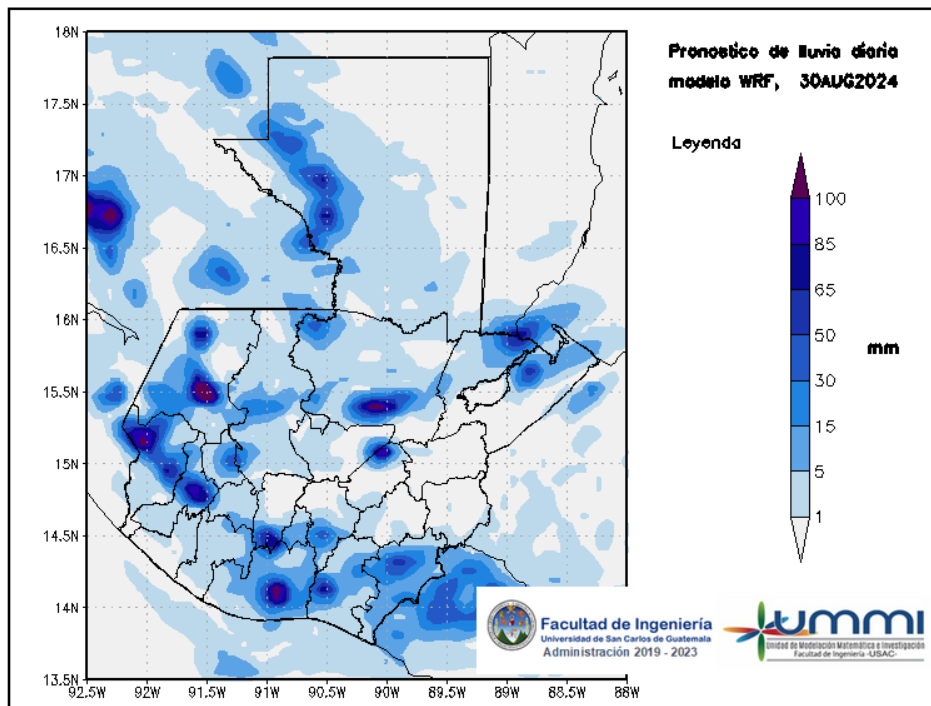 Pronostico de lluvia diaria
modelo WRF, 30AUG2024
Leyenda
100
85
65
50
30
15
5
1
mm
18N
17.5N
17N
16.5N
16N
15.5N
15N
14.5N
14N
13.5N
92.5W
92W
91.5W
91W
90.5W
90W
89.5W
89W
88.5W
88W
Facultad de Ingeniería
Universidad de San Carlos de Guatemala
Administración 2019 - 2023
UMMI
Unidad de Modelación Matemática e Investigación
Facultad de Ingeniería -USAC-